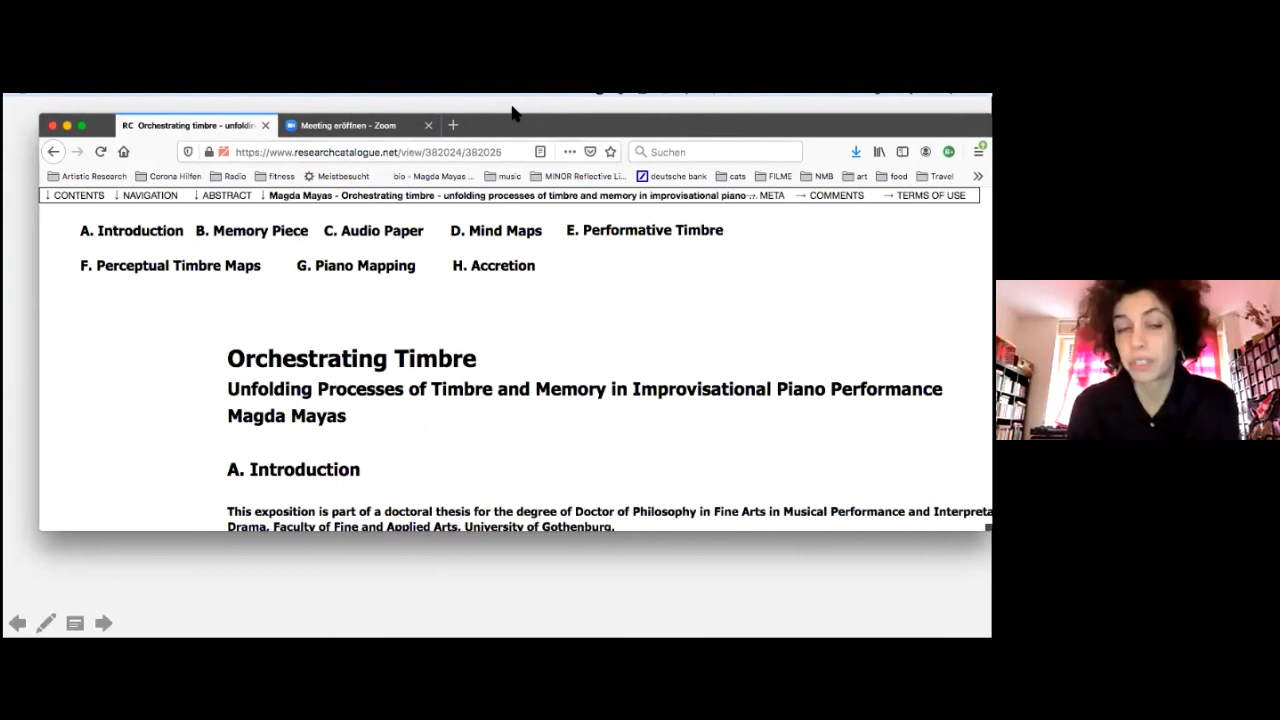 RC Orchestrating timbre - unfoldin
Meeting eröffnen - Zoom
https://www.researchcatalogue.net/view/382024/382025
Suchen
Artistic Research
Corona Hilfen
Radio
fitness
Meistbesucht
bio - Magda Mayas ...
music
MINOR Reflective Li...
deutsche bank
cats
FILME
NMB
art
food
Travel
↓ CONTENTS ↓ NAVIGATION ↓ ABSTRACT ↓ Magda Mayas - Orchestrating timbre - unfolding processes of timbre and memory in improvisational piano → META → COMMENTS → TERMS OF USE
A. Introduction B. Memory Piece C. Audio Paper D. Mind Maps E. Performative Timbre
F. Perceptual Timbre Maps G. Piano Mapping H. Accretion
Orchestrating Timbre
Unfolding Processes of Timbre and Memory in Improvisational Piano Performance
Magda Mayas
A. Introduction
This exposition is part of a doctoral thesis for the degree of Doctor of Philosophy in Fine Arts in Musical Performance and Interpreta
Drama, Faculty of Fine and Applied Arts, University of Gothenburg.